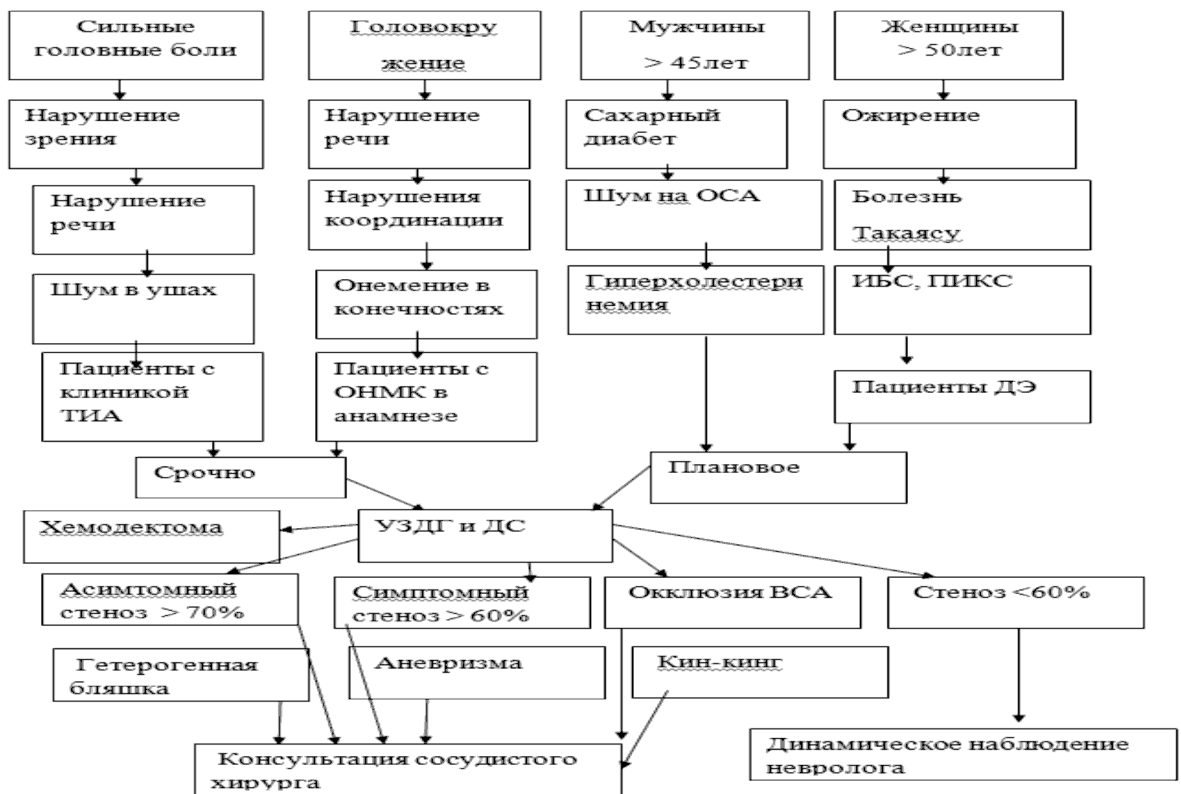 Сильные
головные боли
Головокру
жение
Мужчины
> 45лет
Женщины
> 50лет
Нарушение
зрения
Нарушение
речи
Сахарный
диабет
Ожирение
Нарушение
речи
Нарушения
координации
Шум на ОСА
Болезнь
Такаясу
Шум в ушах
Онемение в
конечностях
Гиперхолестери
немия
ИБС, ПИКС
Пациенты с
клиникой
ТИА
Пациенты с
ОНМК в
анамнезе
Пациенты ДЭ
Срочно
Плановое
Хемодектома
УЗДГ и ДС
Асимтомный
стеноз > 70%
Симптомный
стеноз > 60%
Окклюзия ВСА
Стеноз <60%
Гетерогенная
бляшка
Аневризма
Кин-кинг
Консультация сосудистого
хирурга
Динамическое наблюдение
невролога